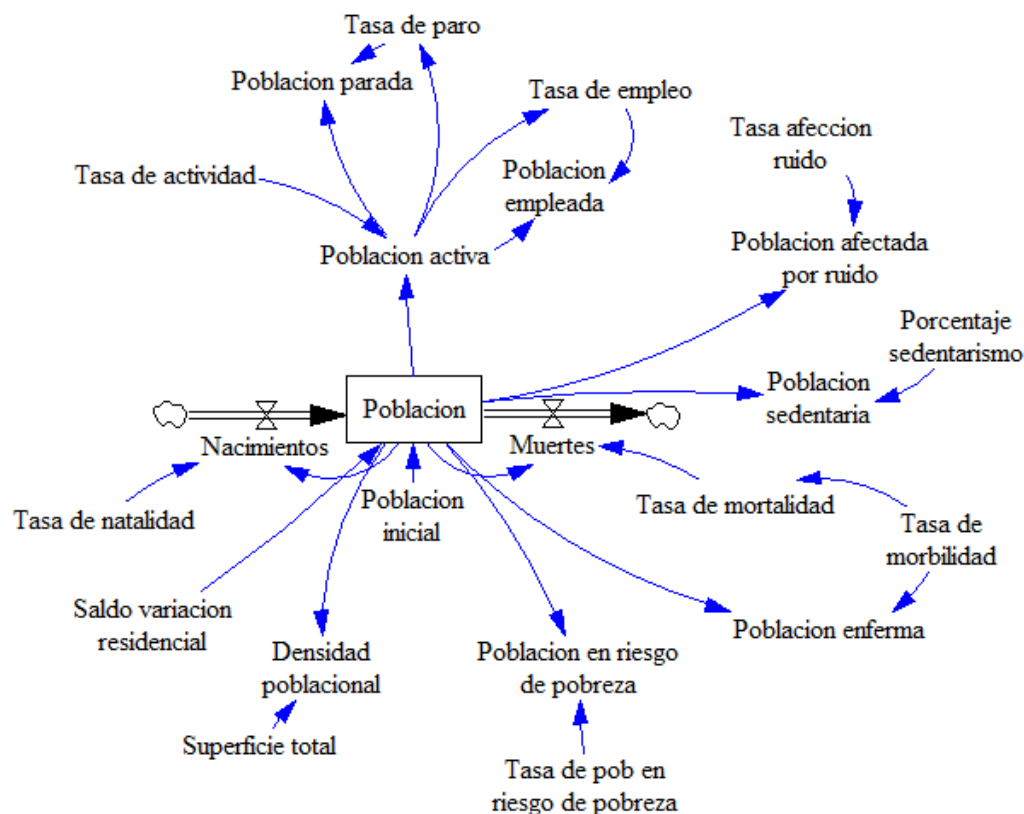 Tasa de paro
Poblacion parada
Tasa de empleo
Tasa afeccion
ruido
Tasa de actividad
Poblacion
empleada
Poblacion activa
Poblacion afectada
por ruido
Porcentaje
sedentarismo
Poblacion
sedentaria
Poblacion
Nacimientos
Muertes
Tasa de natalidad
Poblacion
inicial
Tasa de mortalidad
Tasa de
morbilidad
Saldo variacion
residencial
Densidad
poblacional
Poblacion en riesgo
de pobreza
Poblacion enferma
Superficie total
Tasa de pob en
riesgo de pobreza